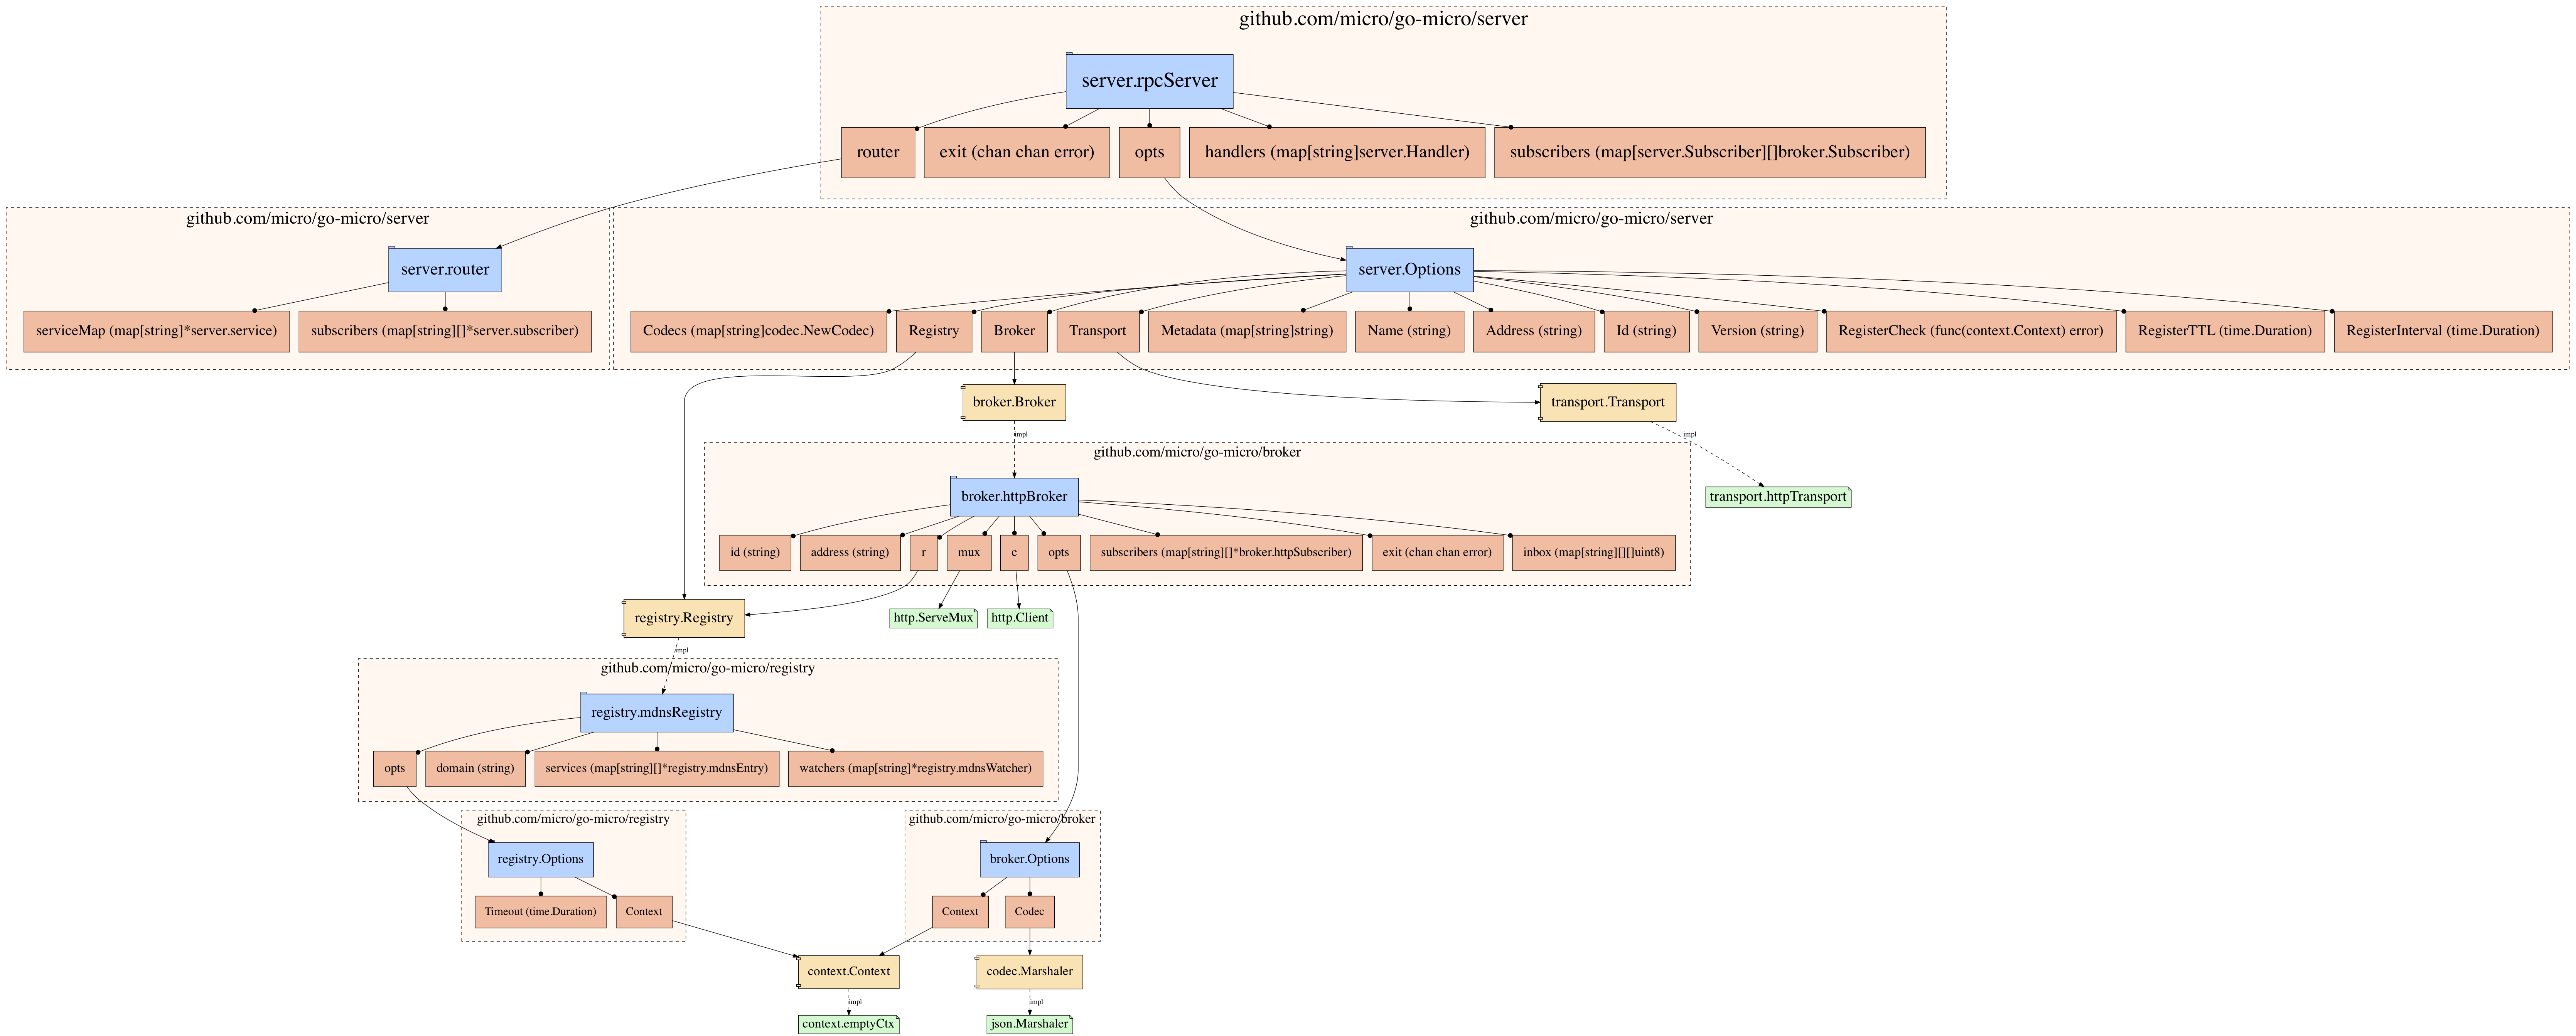 github.com/micro/go-micro/server
server.rpcServer
router
exit (chan chan error)
opts
handlers (map[string]server.Handler)
subscribers (map[server.Subscriber][]broker.Subscriber)
github.com/micro/go-micro/server
server.router
serviceMap (map[string]*server.service)
subscribers (map[string][]*server.subscriber)
github.com/micro/go-micro/server
server.Options
Codecs (map[string]codec.NewCodec)
Registry
Broker
Transport
Metadata (map[string]string)
Name (string)
Address (string)
Id (string)
Version (string)
RegisterCheck (func(context.Context) error)
RegisterTTL (time.Duration)
RegisterInterval (time.Duration)
broker.Broker
transport.Transport
impl
impl
github.com/micro/go-micro/broker
broker.httpBroker
transport.httpTransport
id (string)
address (string)
r
mux
c
opts
subscribers (map[string][]*broker.httpSubscriber)
exit (chan chan error)
inbox (map[string][][]uint8)
registry.Registry
http.ServeMux
http.Client
impl
github.com/micro/go-micro/registry
registry.mdnsRegistry
opts
domain (string)
services (map[string][]*registry.mdnsEntry)
watchers (map[string]*registry.mdnsWatcher)
github.com/micro/go-micro/registry
registry.Options
Timeout (time.Duration)
Context
github.com/micro/go-micro/broker
broker.Options
Context
Codec
context.Context
codec.Marshaler
impl
impl
context.emptyCtx
json.Marshaler